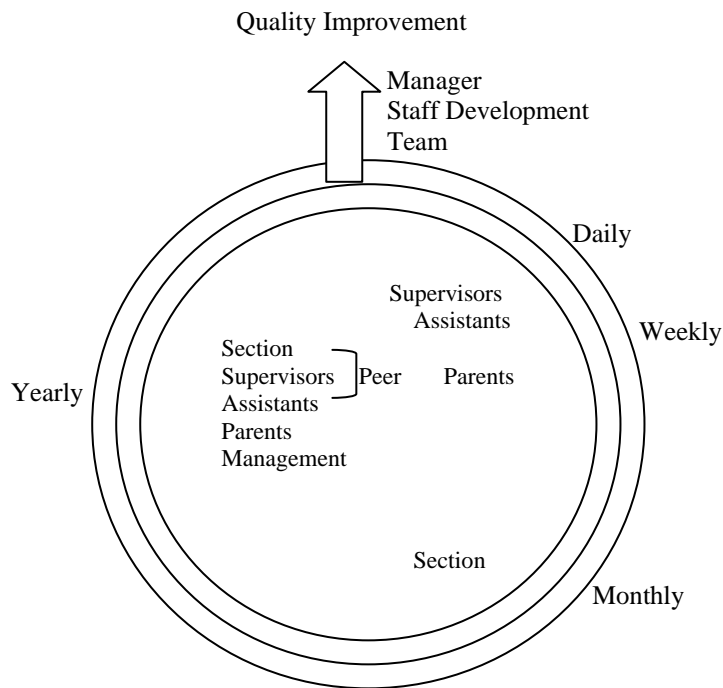 Quality Improvement
Manager
Staff Development
Team
Daily
Supervisors
Assistants
Weekly
Section
Supervisors
Peer
Parents
Yearly
Assistants
Parents
Management
Section
Monthly